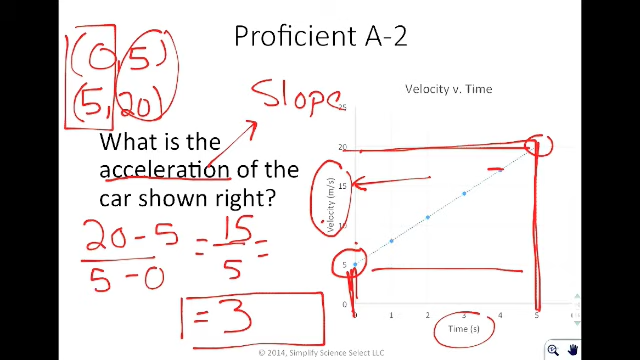 Proficient A-2
(0, 5)
(5, 20)
Slope
What is the
acceleration of the
car shown right?
20 - 5
5 - 0
= 15
5
=
= 3
Velocity v. Time
Velocity (m/s)
25
20
15
10
5
0
0 1 2 3 4 5
Time (s)
© 2014, Simplify Science Select LLC